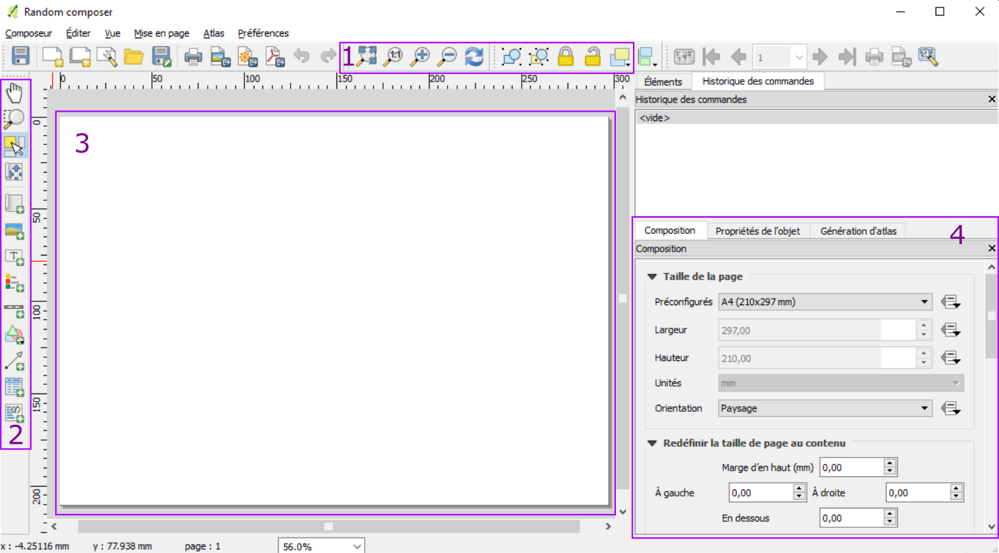 Random composer
Composeur Éditer Vue Mise en page Atlas Préférences
1 1:1 1
0 50 100 150 200 250 300
Éléments Historique des commandes
Historique des commandes
<vide>
0
50
100
150
200
3
T
2
4
Composition Propriétés de l'objet Génération d'atlas
Composition
Taille de la page
Préconfigurés A4 (210x297 mm)
Largeur 297,00
Hauteur 210,00
Unités mm
Orientation Paysage
Redéfinir la taille de page au contenu
Marge d'en haut (mm) 0,00
À gauche 0,00 À droite 0,00
En dessous 0,00
x : -4.25116 mm y : 77.938 mm page : 1 56.0%